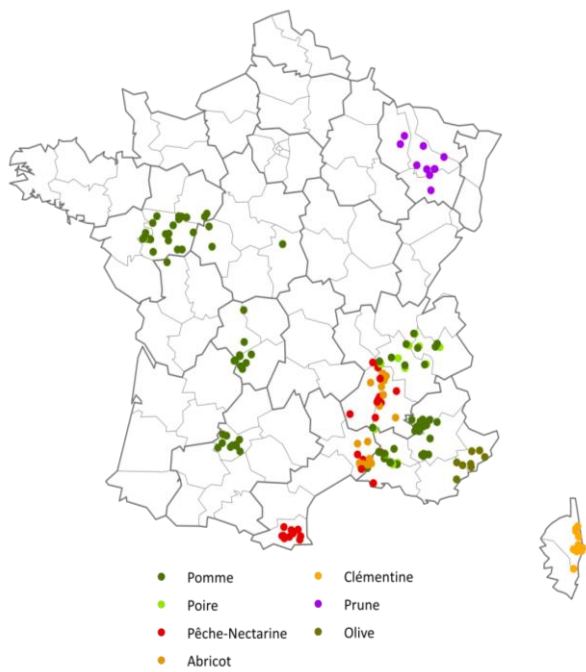 Pomme
Poire
Pêche-Nectarine
Abricot
Clémentine
Prune
Olive